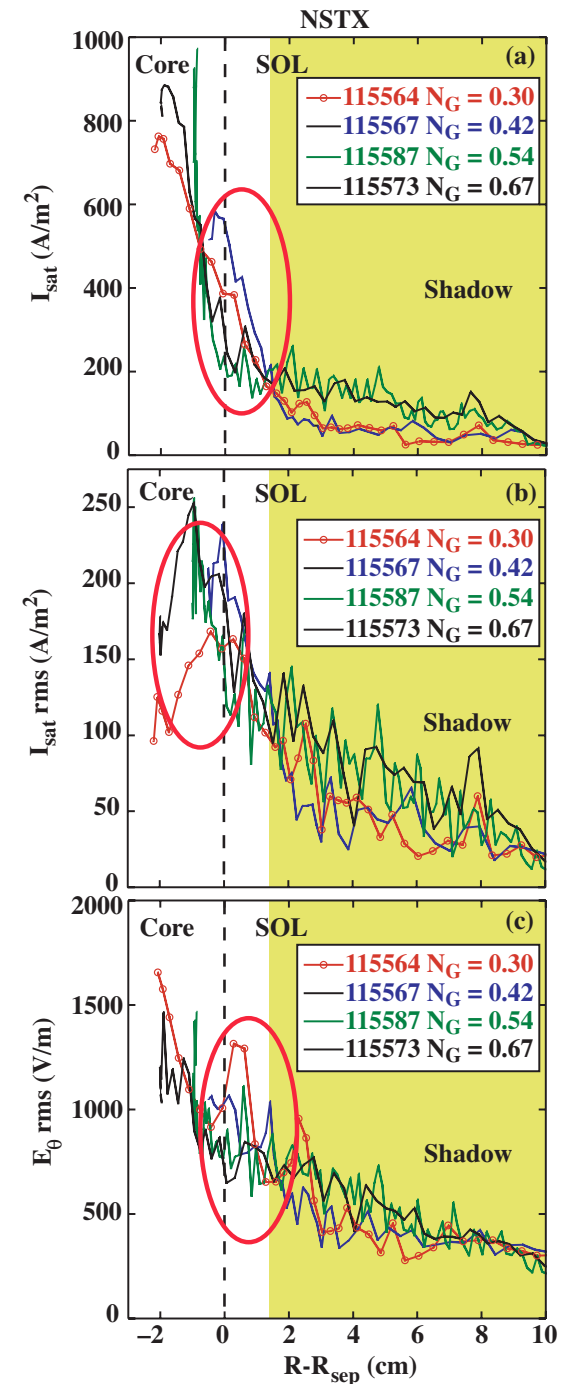 NSTX
1000
800
600
400
200
0
I_sat (A/m²)
Core
SOL
(a)
115564 N_G = 0.30
115567 N_G = 0.42
115587 N_G = 0.54
115573 N_G = 0.67
Shadow
250
200
150
100
50
0
I_sat rms (A/m²)
Core
SOL
(b)
115564 N_G = 0.30
115567 N_G = 0.42
115587 N_G = 0.54
115573 N_G = 0.67
Shadow
2000
1500
1000
500
0
E_θ rms (V/m)
Core
SOL
(c)
115564 N_G = 0.30
115567 N_G = 0.42
115587 N_G = 0.54
115573 N_G = 0.67
Shadow
−2 0 2 4 6 8 10
R-R_sep (cm)